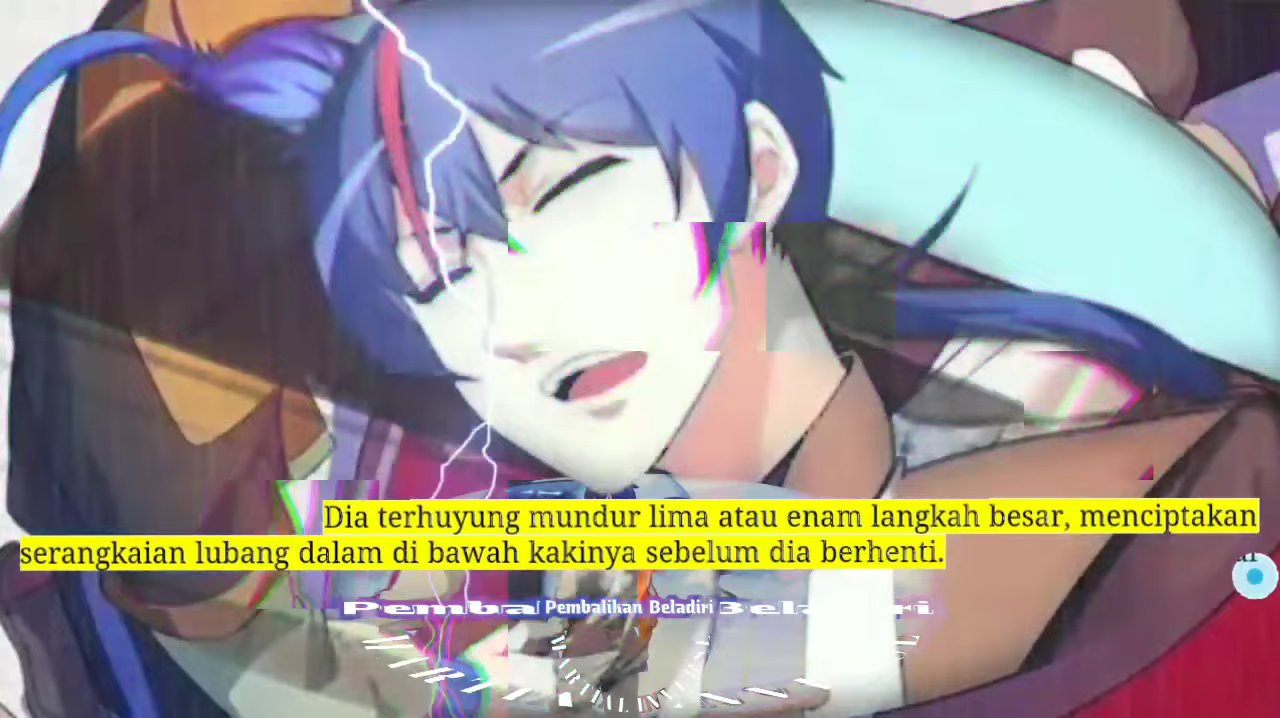 Dia terhuyung mundur lima atau enam langkah besar, menciptakan
serangkaian lubang dalam di bawah kakinya sebelum dia berhenti.
Pembalikan Beladiri